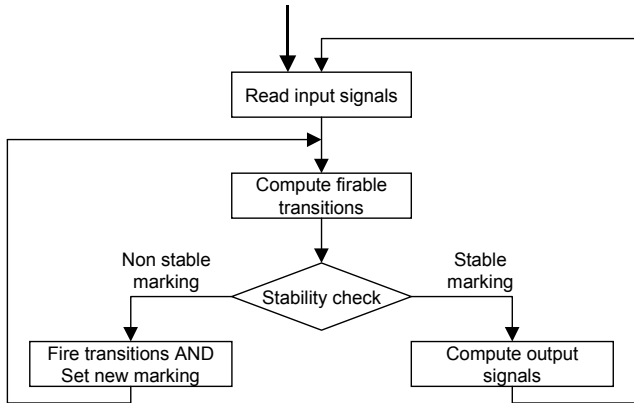 Read input signals
Compute firable
transitions
Non stable
marking
Stability check
Stable
marking
Fire transitions AND
Set new marking
Compute output
signals